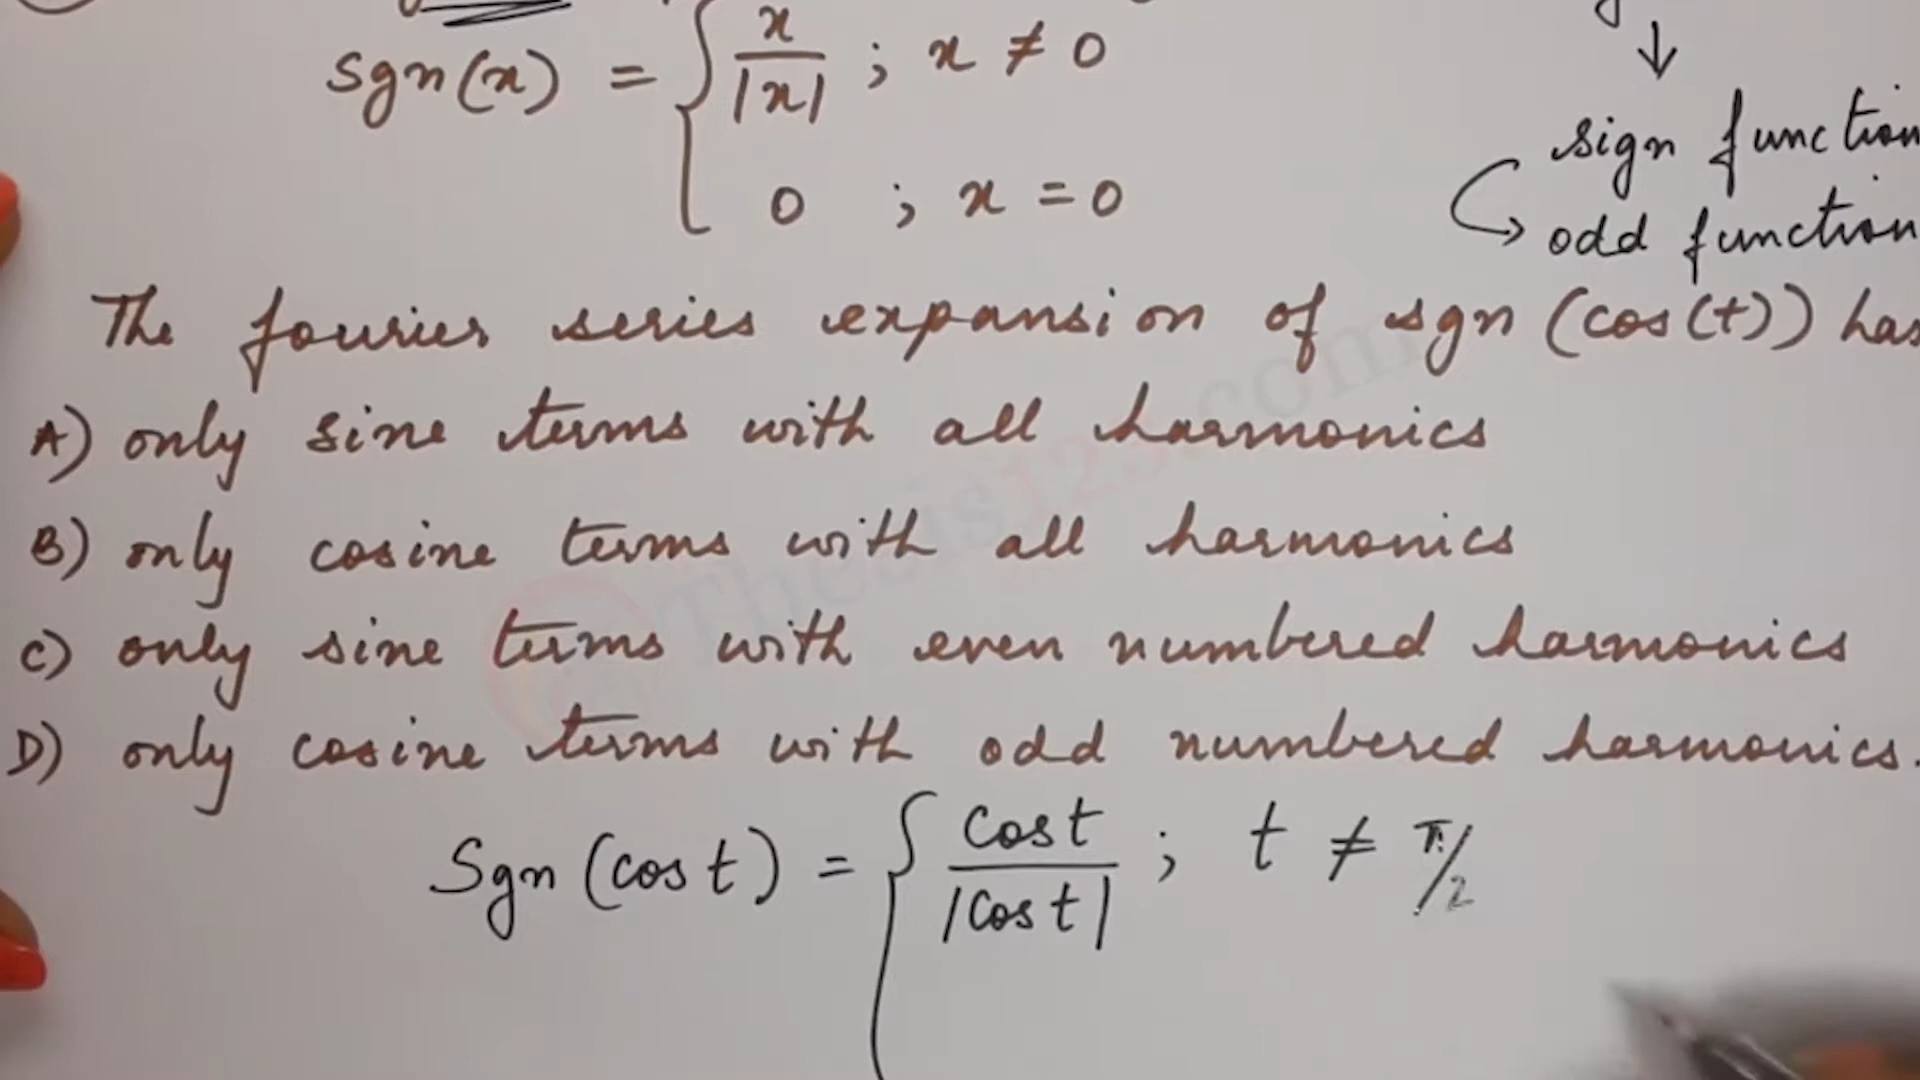 sgn(x) = { x/|x| ; x ≠ 0
0 ; x = 0
↓
sign function
↳ odd function
The fourier series expansion of sgn (cos(t)) has
A) only sine terms with all harmonics
B) only cosine terms with all harmonics
C) only sine terms with even numbered harmonics
D) only cosine terms with odd numbered harmonics.
Sgn (cos t) = { cos t/|cos t| ; t ≠ π/2
Thesis123.com